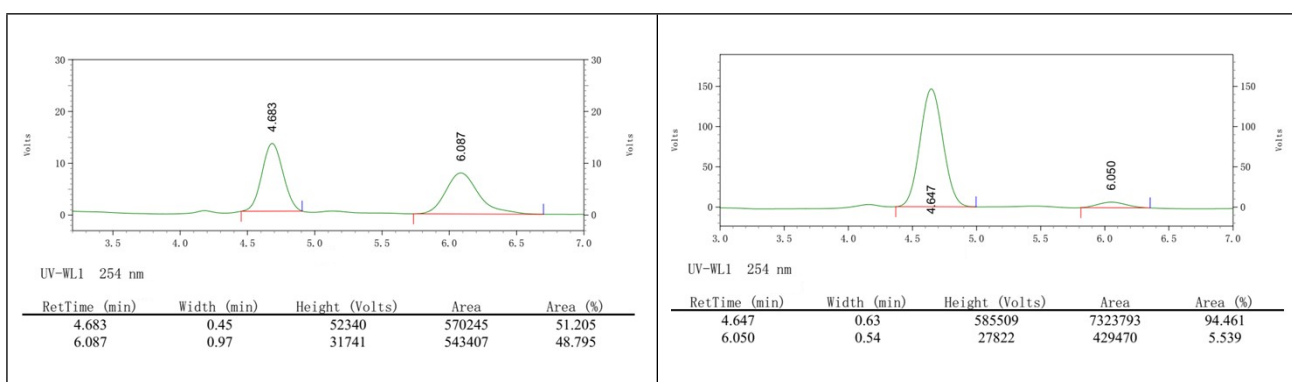 30
20
10
0
Volts
4.683
6.087
30
20
10
0
Volts
3.5 4.0 4.5 5.0 5.5 6.0 6.5 7.0
UV-WL1 254 nm
RetTime (min) Width (min) Height (Volts) Area Area (%)
4.683 0.45 52340 570245 51.205
6.087 0.97 31741 543407 48.795
150
100
50
0
Volts
4.647
6.050
150
100
50
0
Volts
3.0 3.5 4.0 4.5 5.0 5.5 6.0 6.5 7.0
UV-WL1 254 nm
RetTime (min) Width (min) Height (Volts) Area Area (%)
4.647 0.63 585509 7323793 94.461
6.050 0.54 27822 429470 5.539